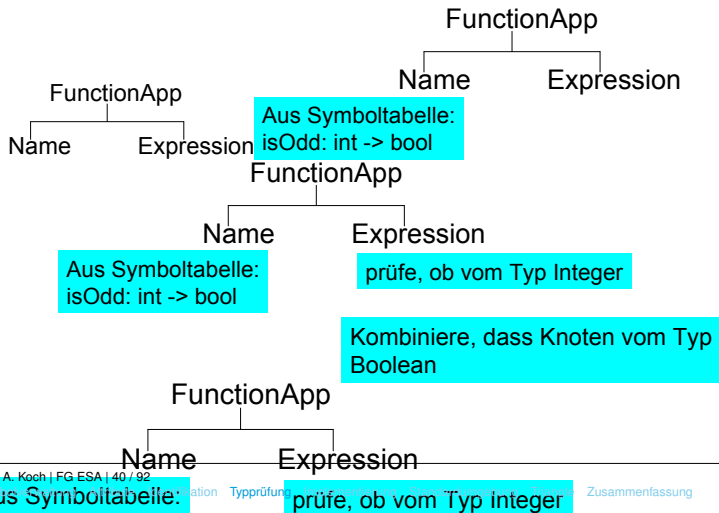 FunctionApp
Name Expression
FunctionApp
Name Expression
Aus Symboltabelle:
isOdd: int -> bool
FunctionApp
Name Expression
Aus Symboltabelle:
isOdd: int -> bool
prüfe, ob vom Typ Integer
Kombiniere, dass Knoten vom Typ
Boolean
FunctionApp
Name Expression
A. Koch | FG ESA | 40 / 92
us Symboltabelle:
ation Typprüfung
prüfe, ob vom Typ Integer
Zusammenfassung